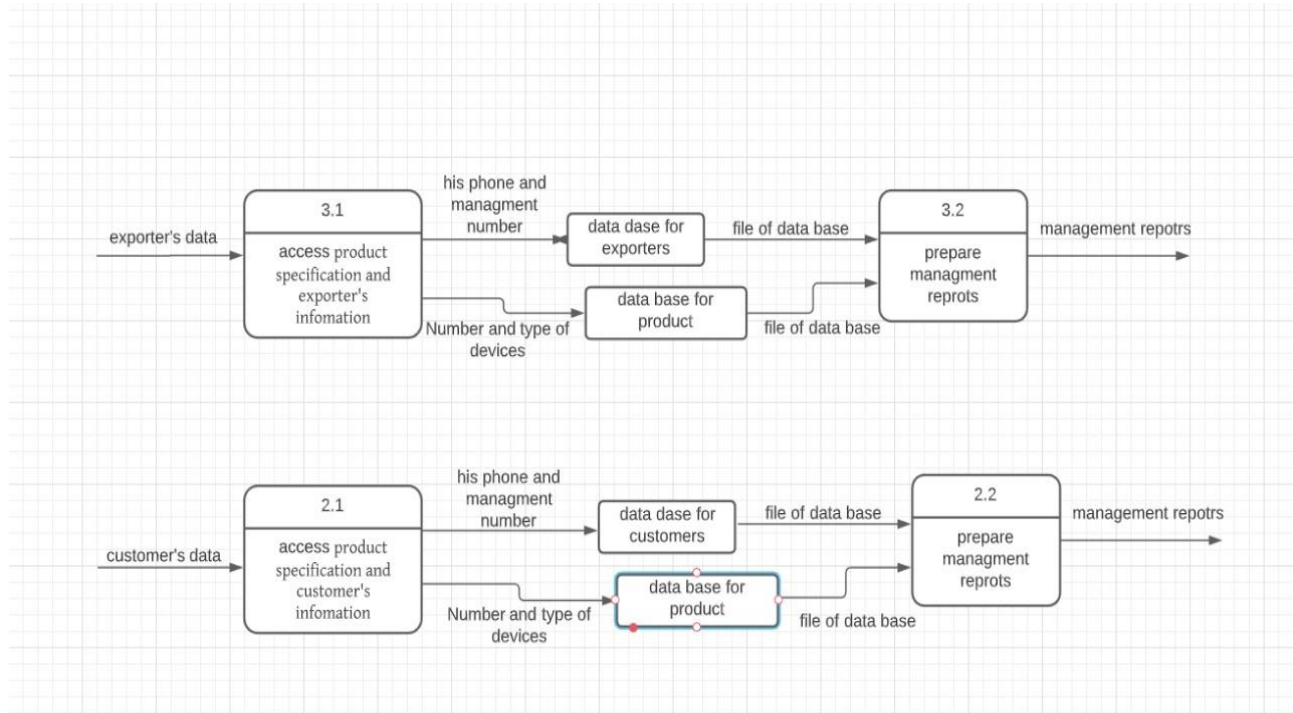 his phone and
managment
number
3.1
3.2
exporter's data
data dase for
exporters
file of data base
management repotrs
access product
specification and
exporter's
infomation
prepare
managment
reprots
data base for
product
Number and type of
devices
file of data base
his phone and
managment
number
2.1
2.2
customer's data
data dase for
customers
file of data base
management repotrs
access product
specification and
customer's
infomation
prepare
managment
reprots
data base for
product
Number and type of
devices
file of data base